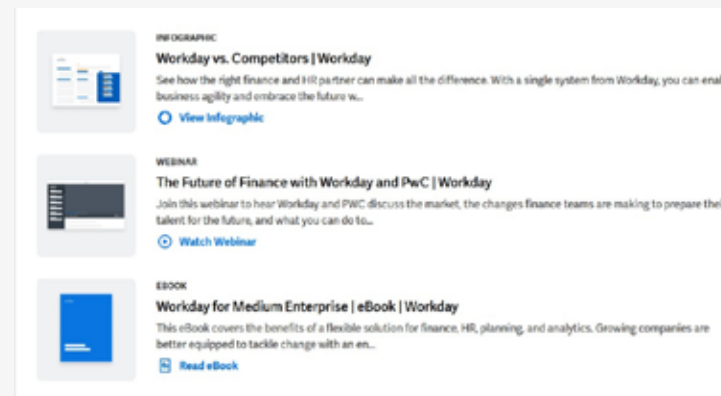 INFOGRAPHIC
Workday vs. Competitors | Workday
See how the right finance and HR partner can make all the difference. With a single system from Workday, you can enal
business agility and embrace the future w...
View Infographic
WEBINAR
The Future of Finance with Workday and PwC | Workday
Join this webinar to hear Workday and PWC discuss the market, the changes finance teams are making to prepare thei
talent for the future, and what you can do to...
Watch Webinar
EBOOK
Workday for Medium Enterprise | eBook | Workday
This eBook covers the benefits of a flexible solution for finance, HR, planning, and analytics. Growing companies are
better equipped to tackle change with an en...
Read eBook